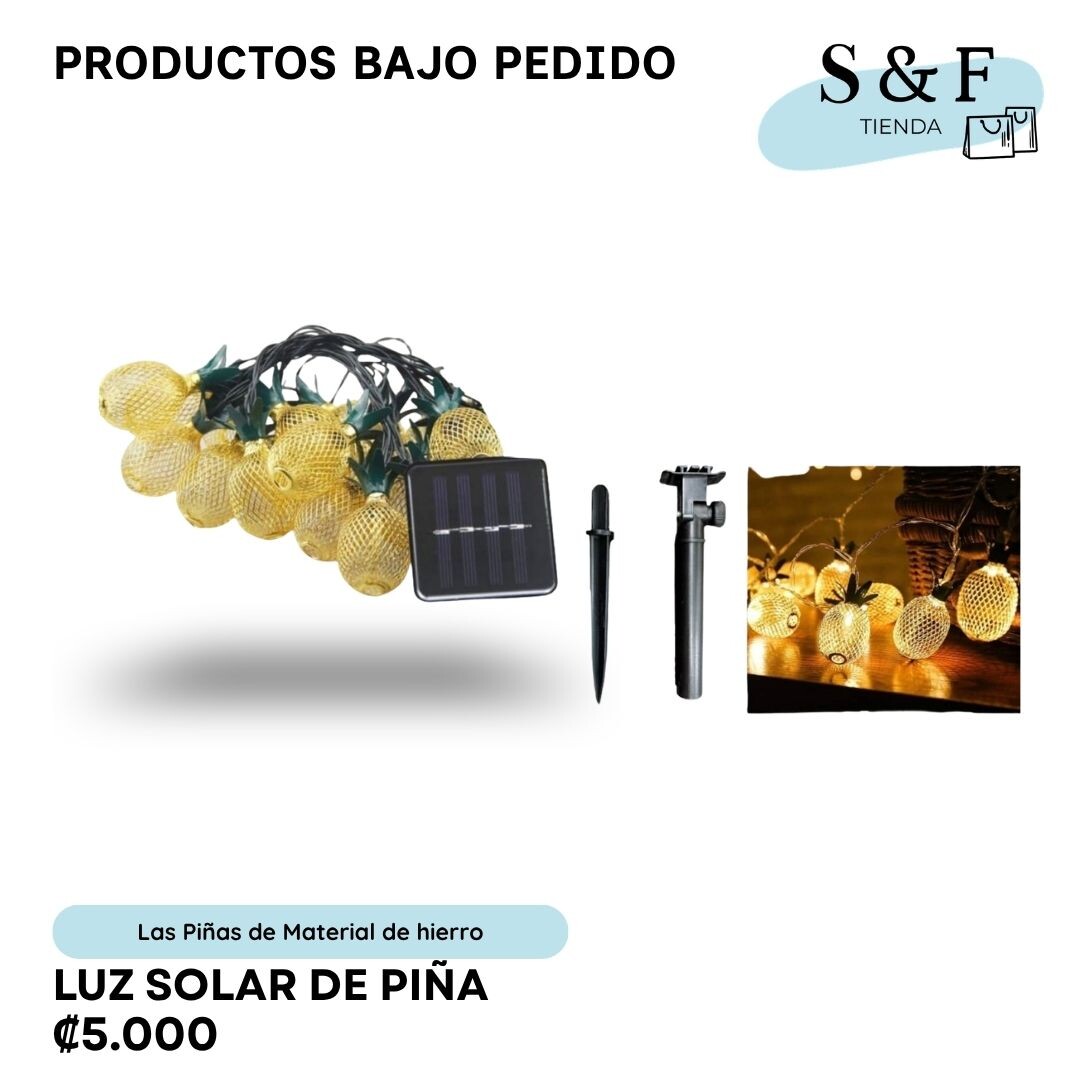 PRODUCTOS BAJO PEDIDO
S & F
TIENDA
Las Piñas de Material de hierro
LUZ SOLAR DE PIÑA
₡5.000